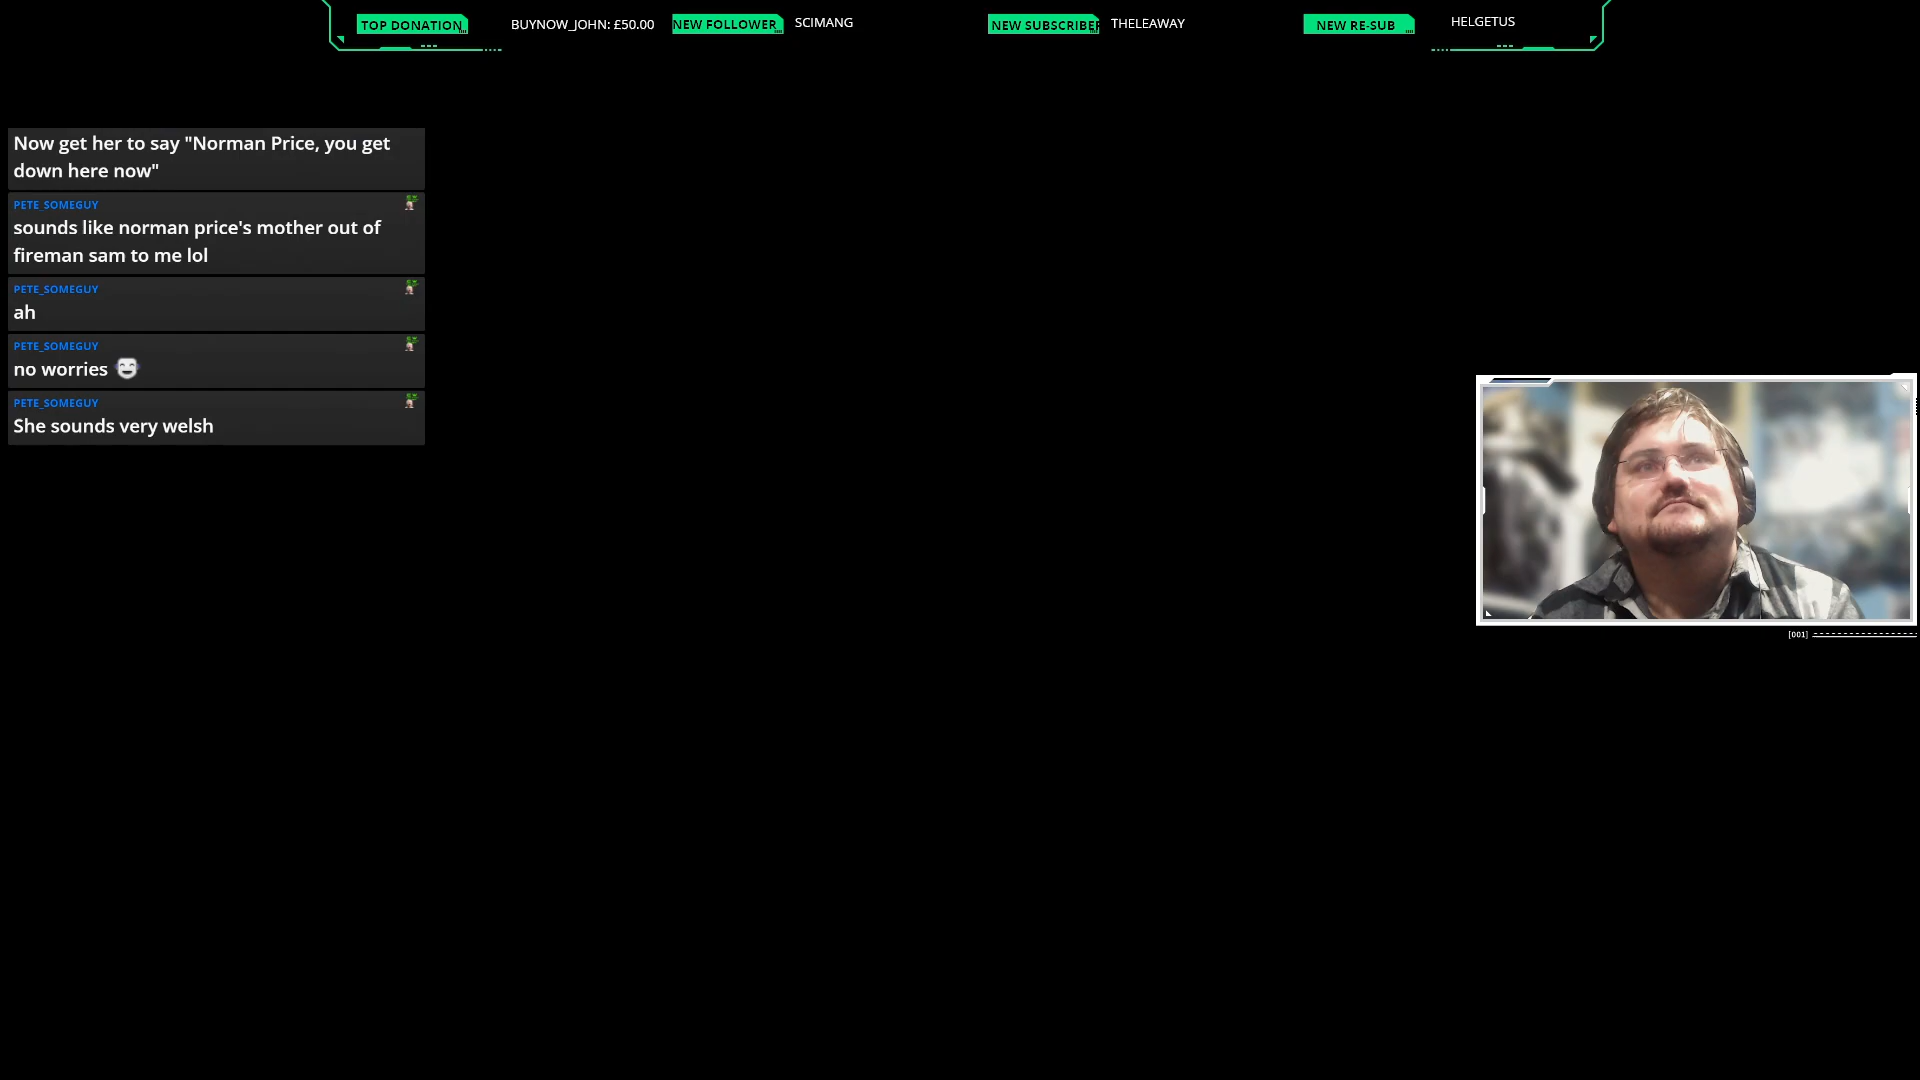 TOP DONATION BUYNOW_JOHN: £50.00 NEW FOLLOWER SCIMANG NEW SUBSCRIBER THELEAWAY NEW RE-SUB HELGETUS
Now get her to say "Norman Price, you get
down here now"
PETE_SOMEGUY
sounds like norman price's mother out of
fireman sam to me lol
PETE_SOMEGUY
ah
PETE_SOMEGUY
no worries
PETE_SOMEGUY
She sounds very welsh
[001]